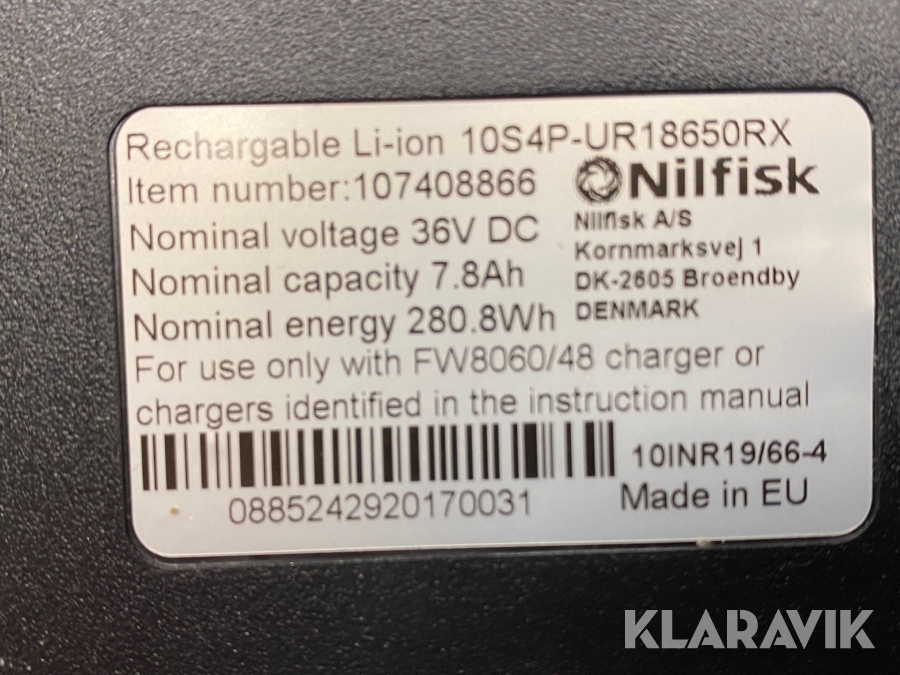 Rechargable Li-ion 10S4P-UR18650RX
Item number:107408866
Nominal voltage 36V DC
Nominal capacity 7.8Ah
Nominal energy 280.8Wh
Nilfisk
Nilfisk A/S
Kornmarksvej 1
DK-2605 Broendby
DENMARK
For use only with FW8060/48 charger or
chargers identified in the instruction manual
0885242920170031
10INR19/66-4
Made in EU
KLARAVIK